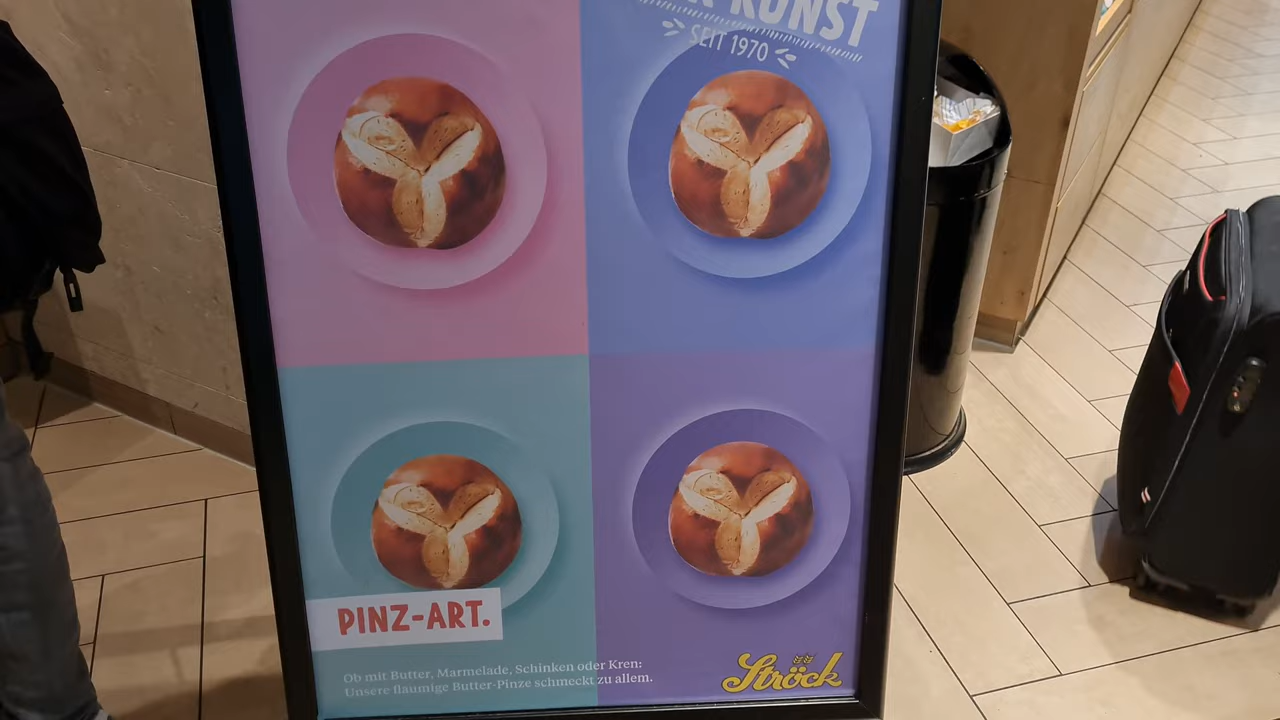 KUNST
SEIT 1970
PINZ-ART.
Ob mit Butter, Marmelade, Schinken oder Kren:
Unsere flaumige Butter-Pinze schmeckt zu allem.
Ströck